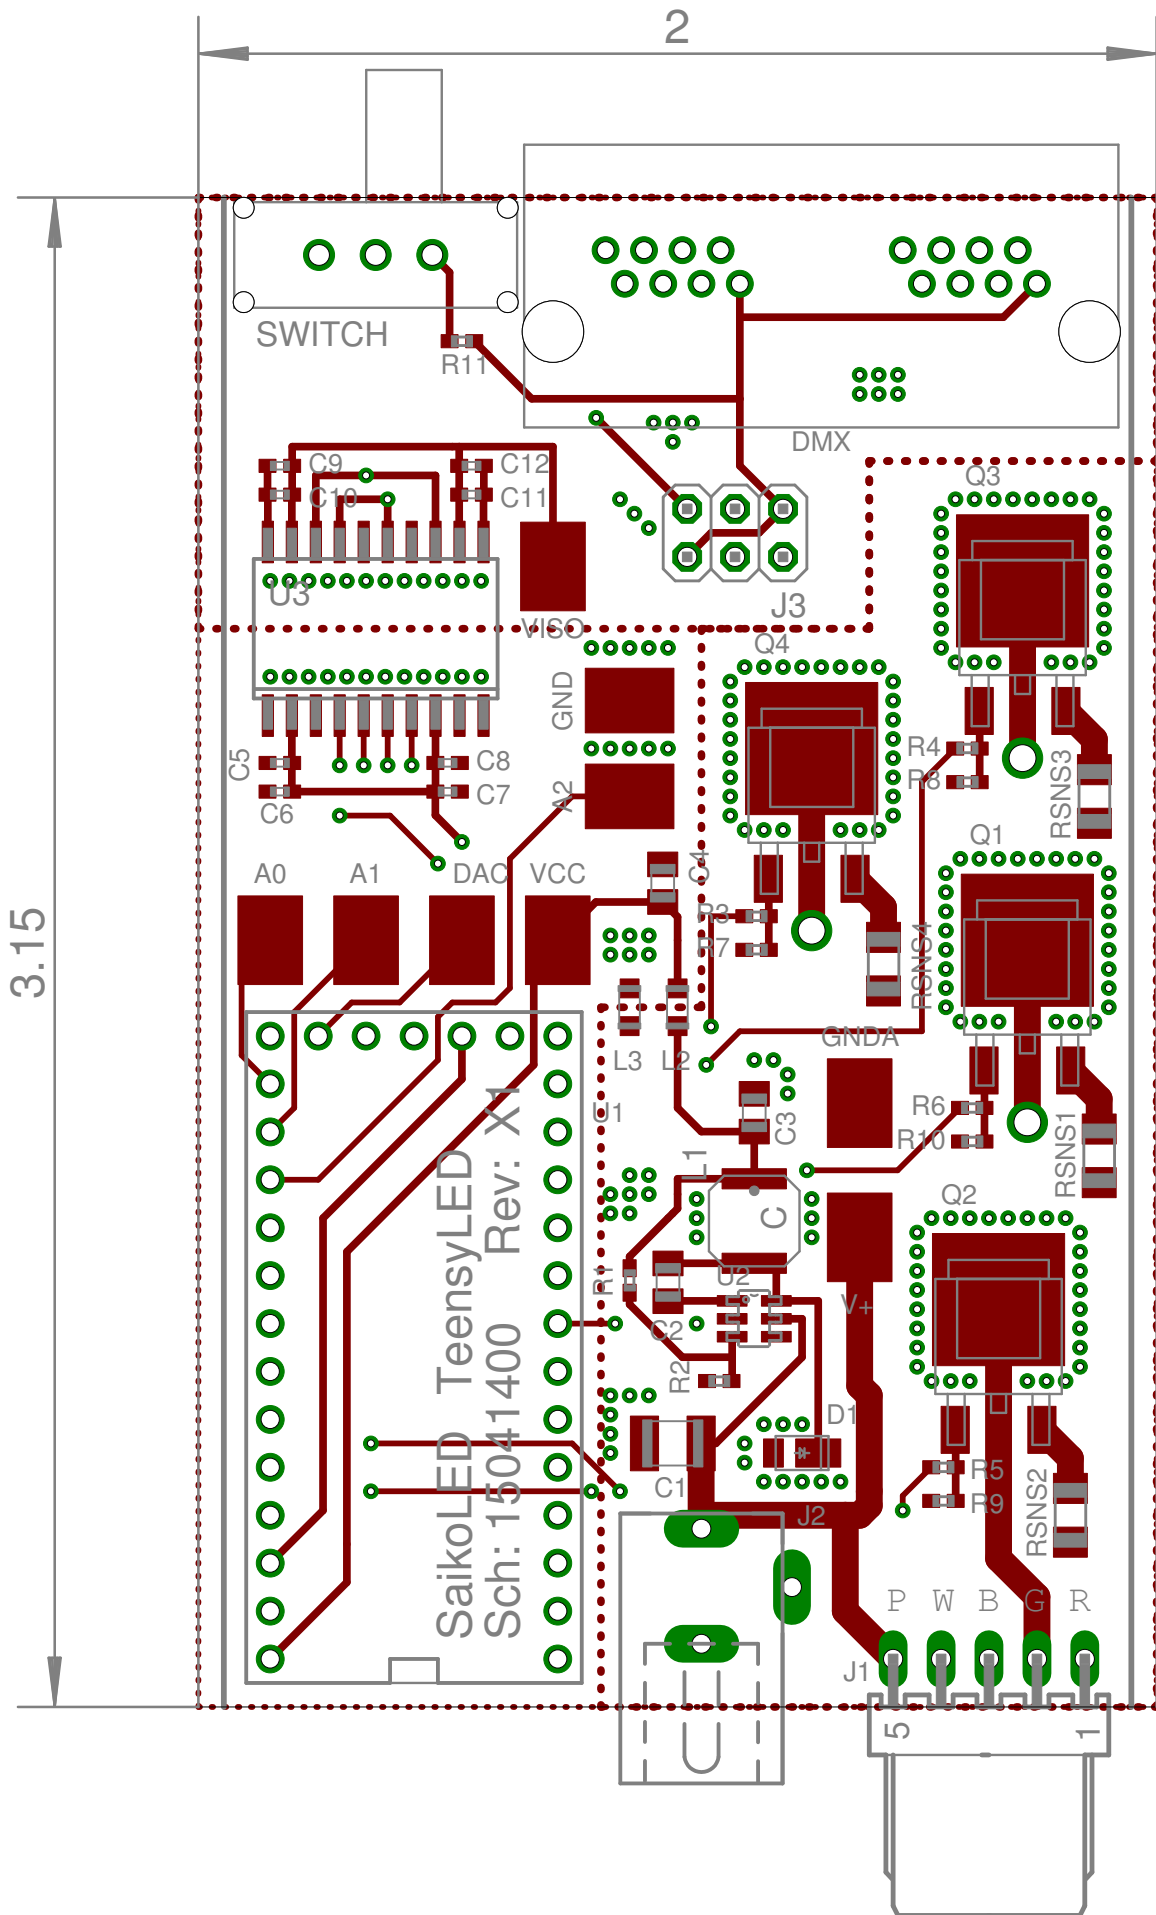 2
3.15
SWITCH
R11
DMX
C9
C12
C10
C11
Q3
U3
J3
VISO
Q4
GND
C5
C8
A2
R4
R8
RSNS3
C6
C7
Q1
A0
A1
DAC
VCC
C4
R3
R7
RSNS4
GNDA
L3
L2
U1
C3
R6
R10
RSNS1
L1
C
Q2
R1
U2
V+
C2
R2
SaikoLED TeensyLED
Sch: 15041400 Rev: X1
D1
C1
R5
R9
J2
RSNS2
P W B G R
J1
5
1